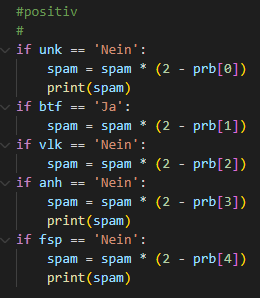 #positiv
#
if unk == 'Nein':
    spam = spam * (2 - prb[0])
    print(spam)
if btf == 'Ja':
    spam = spam * (2 - prb[1])
if vlk == 'Nein':
    spam = spam * (2 - prb[2])
if anh == 'Nein':
    spam = spam * (2 - prb[3])
    print(spam)
if fsp == 'Nein':
    spam = spam * (2 - prb[4])
    print(spam)